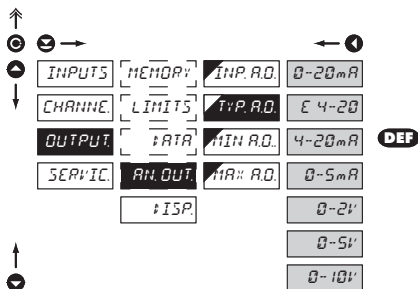 INPUTS MEMORY INP. A.O. 0-20mA
CHANNE. LIMITS TYP. A.O. E 4-20
OUTPUT. DATA MIN A.O.. 4-20mA DEF
SERVIC. AN. OUT. MAX A.O. 0-5mA
DISP. 0-2V
0-5V
0-10V